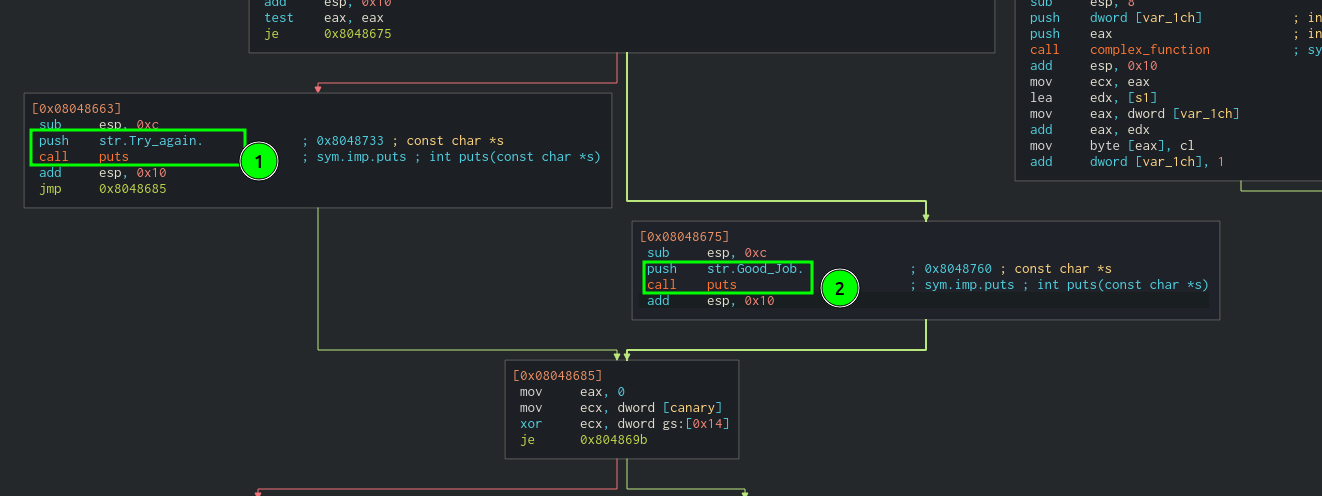 add esp, 0x10
test eax, eax
je 0x8048675
sub esp, 8
push dword [var_1ch] ; in
push eax ; in
call complex_function ; sy
add esp, 0x10
mov ecx, eax
lea edx, [s1]
mov eax, dword [var_1ch]
add eax, edx
mov byte [eax], cl
add dword [var_1ch], 1
[0x08048663]
sub esp, 0xc
push str.Try_again. ; 0x8048733 ; const char *s
call puts ; sym.imp.puts ; int puts(const char *s)
1
add esp, 0x10
jmp 0x8048685
[0x08048675]
sub esp, 0xc
push str.Good_Job. ; 0x8048760 ; const char *s
call puts ; sym.imp.puts ; int puts(const char *s)
2
add esp, 0x10
[0x08048685]
mov eax, 0
mov ecx, dword [canary]
xor ecx, dword gs:[0x14]
je 0x804869b